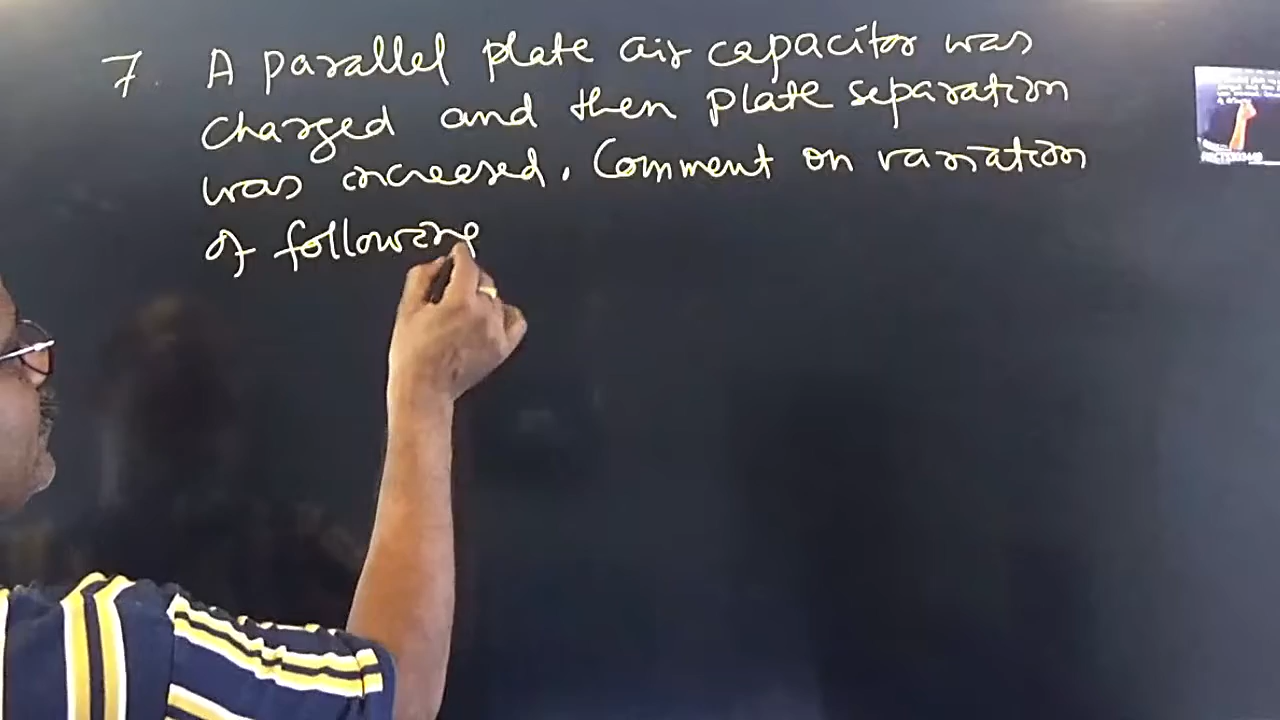 7. A parallel plate air capacitor was
charged and then plate separation
was increased. Comment on variation
of following